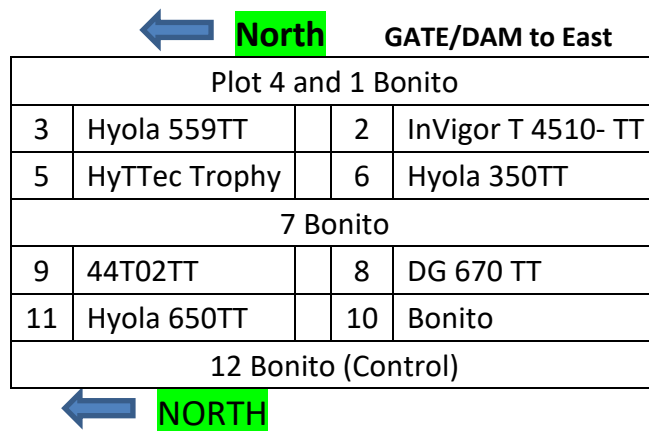 North GATE/DAM to East
Plot 4 and 1 Bonito
3 Hyola 559TT 2 InVigor T 4510- TT
5 HyTTec Trophy 6 Hyola 350TT
7 Bonito
9 44T02TT 8 DG 670 TT
11 Hyola 650TT 10 Bonito
12 Bonito (Control)
NORTH